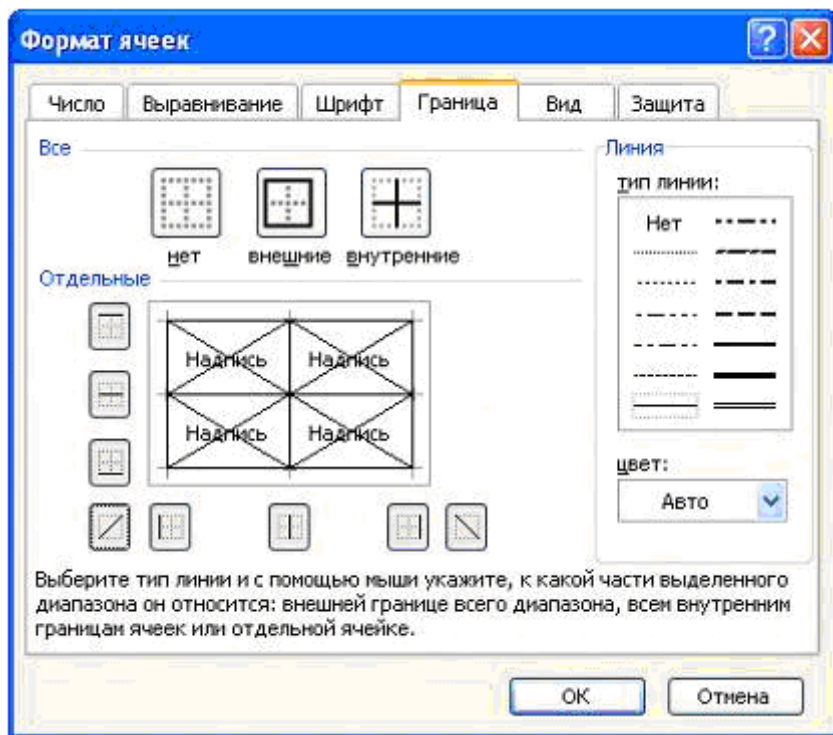 Формат ячеек
Число Выравнивание Шрифт Граница Вид Защита
Все
нет внешние внутренние
Отдельные
Надпись Надпись
Надпись Надпись
Линия
тип линии:
Нет
цвет:
Авто
Выберите тип линии и с помощью мыши укажите, к какой части выделенного
диапазона он относится: внешней границе всего диапазона, всем внутренним
границам ячеек или отдельной ячейке.
ОК Отмена